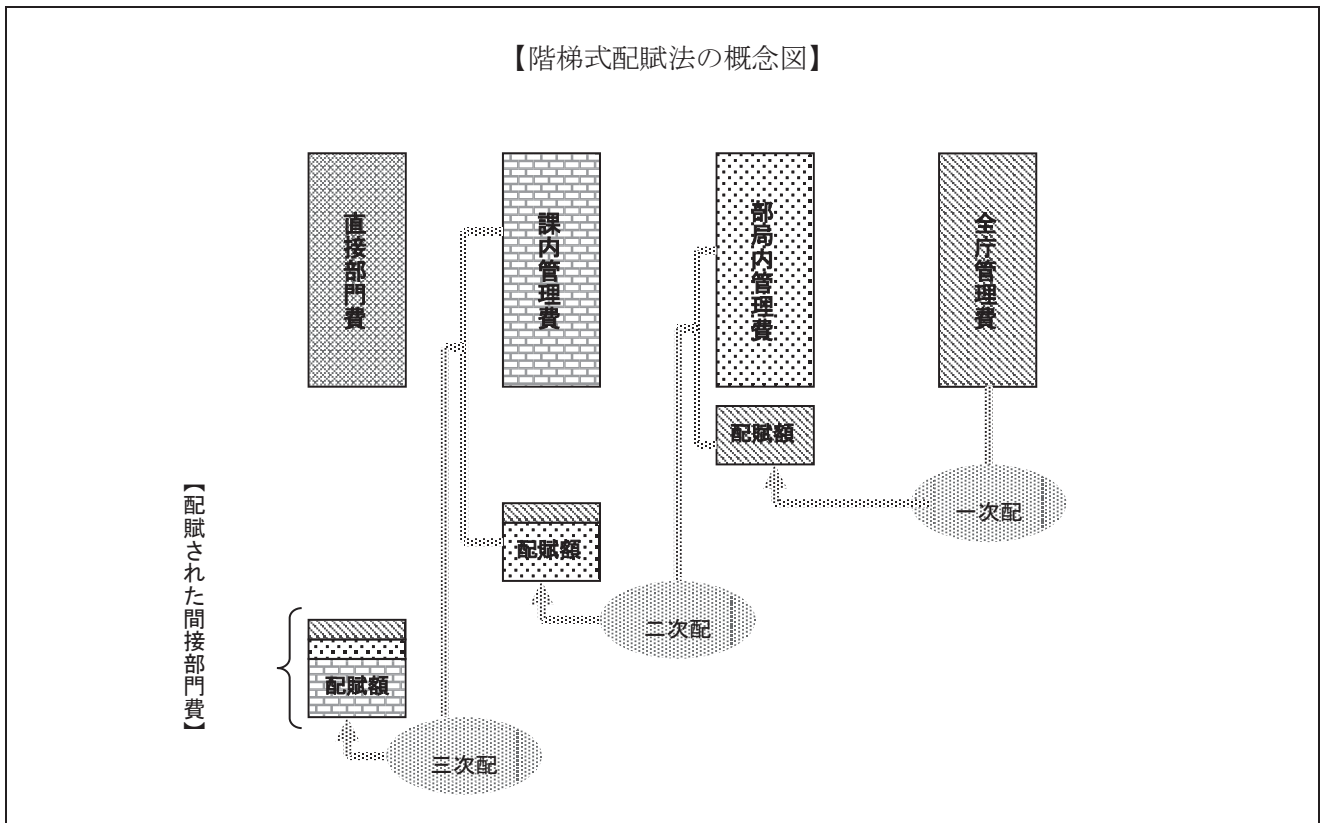 【階梯式配賦法の概念図】
直接部門費
課内管理費
部局内管理費
全庁管理費
配賦額
一次配
配賦額
二次配
【配賦された間接部門費】
配賦額
三次配